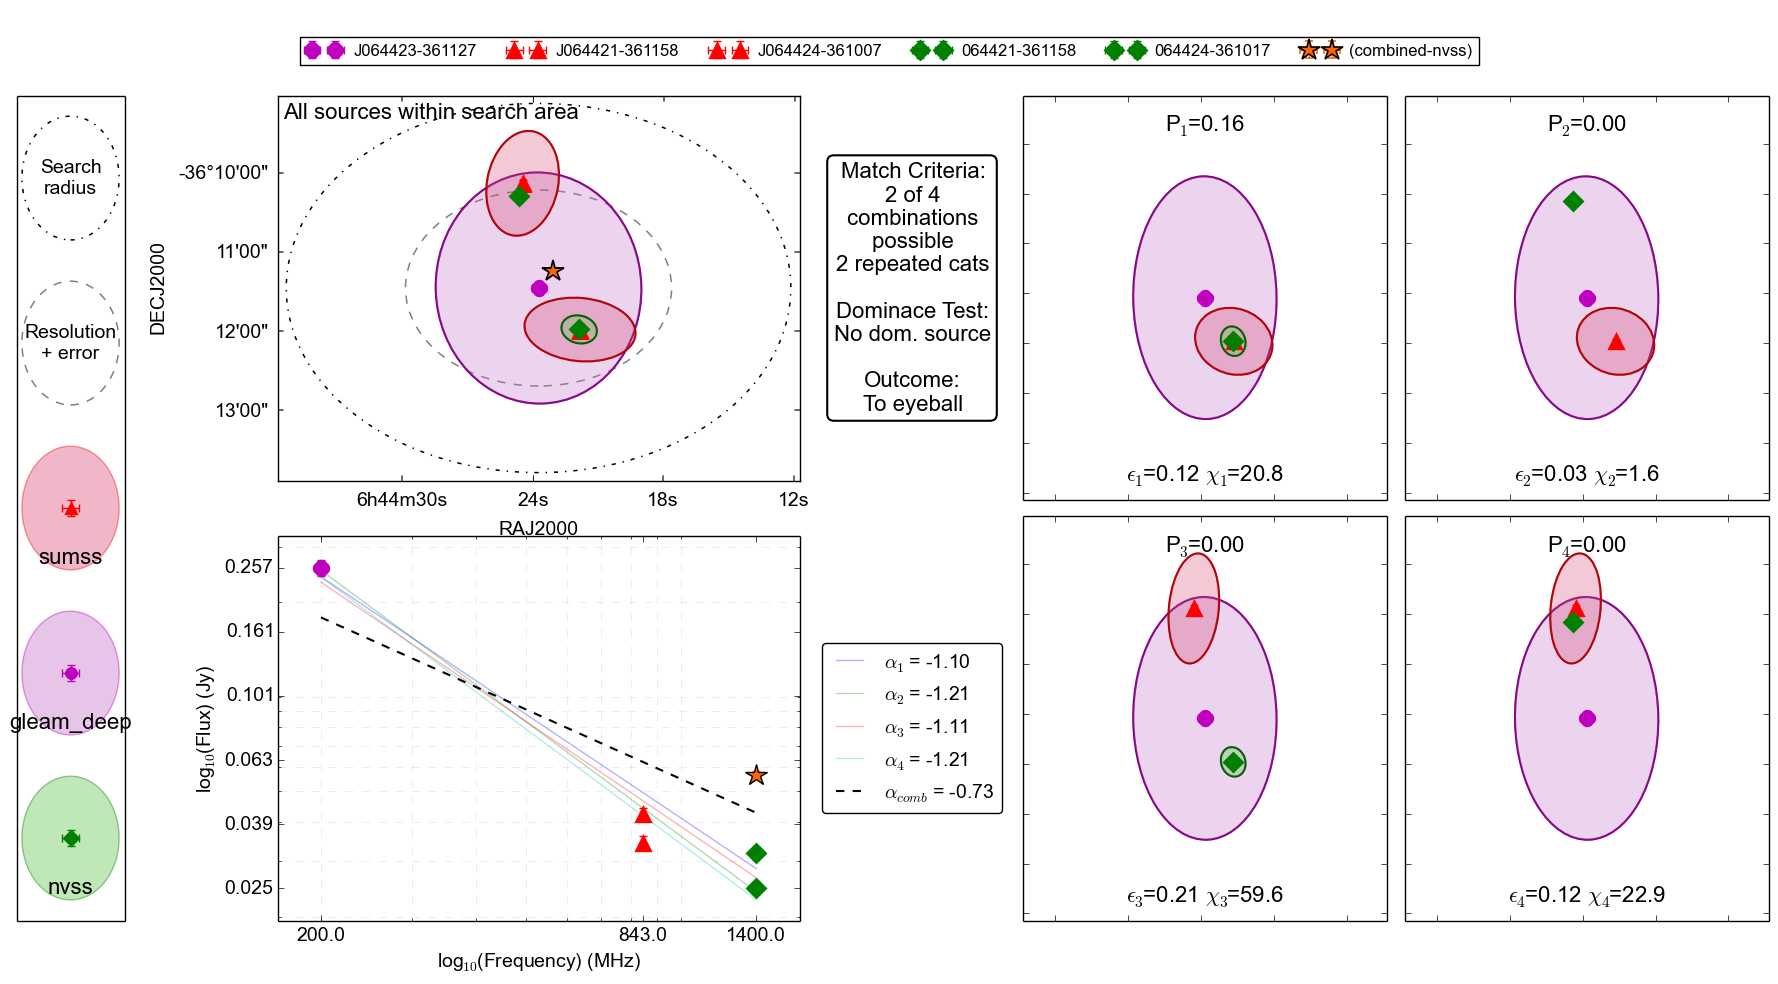 J064423-361127 J064421-361158 J064424-361007 064421-361158 064424-361017 (combined-nvss)
Search
radius
Resolution
+ error
sumss
gleam_deep
nvss
All sources within search area
DECJ2000
-36°10'00"
11'00"
12'00"
13'00"
6h44m30s 24s 18s 12s
RAJ2000
Match Criteria:
2 of 4
combinations
possible
2 repeated cats
Dominace Test:
No dom. source
Outcome:
To eyeball
P₁=0.16
ϵ₁=0.12 χ₁=20.8
P₂=0.00
ϵ₂=0.03 χ₂=1.6
log₁₀(Flux) (Jy)
0.257
0.161
0.101
0.063
0.039
0.025
200.0 843.0 1400.0
log₁₀(Frequency) (MHz)
α₁ = -1.10
α₂ = -1.21
α₃ = -1.11
α₄ = -1.21
α_comb = -0.73
P₃=0.00
ϵ₃=0.21 χ₃=59.6
P₄=0.00
ϵ₄=0.12 χ₄=22.9